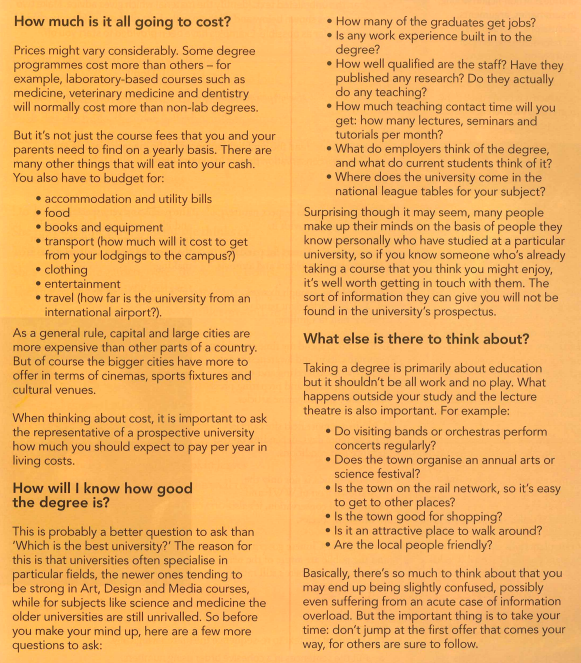 How much is it all going to cost?
Prices might vary considerably. Some degree
programmes cost more than others – for
example, laboratory-based courses such as
medicine, veterinary medicine and dentistry
will normally cost more than non-lab degrees.
But it's not just the course fees that you and your
parents need to find on a yearly basis. There are
many other things that will eat into your cash.
You also have to budget for:
• accommodation and utility bills
• food
• books and equipment
• transport (how much will it cost to get
from your lodgings to the campus?)
• clothing
• entertainment
• travel (how far is the university from an
international airport?).
As a general rule, capital and large cities are
more expensive than other parts of a country.
But of course the bigger cities have more to
offer in terms of cinemas, sports fixtures and
cultural venues.
When thinking about cost, it is important to ask
the representative of a prospective university
how much you should expect to pay per year in
living costs.
How will I know how good
the degree is?
This is probably a better question to ask than
'Which is the best university?' The reason for
this is that universities often specialise in
particular fields, the newer ones tending to
be strong in Art, Design and Media courses,
while for subjects like science and medicine the
older universities are still unrivalled. So before
you make your mind up, here are a few more
questions to ask:
• How many of the graduates get jobs?
• Is any work experience built in to the
degree?
• How well qualified are the staff? Have they
published any research? Do they actually
do any teaching?
• How much teaching contact time will you
get: how many lectures, seminars and
tutorials per month?
• What do employers think of the degree,
and what do current students think of it?
• Where does the university come in the
national league tables for your subject?
Surprising though it may seem, many people
make up their minds on the basis of people they
know personally who have studied at a particular
university, so if you know someone who's already
taking a course that you think you might enjoy,
it's well worth getting in touch with them. The
sort of information they can give you will not be
found in the university's prospectus.
What else is there to think about?
Taking a degree is primarily about education
but it shouldn't be all work and no play. What
happens outside your study and the lecture
theatre is also important. For example:
• Do visiting bands or orchestras perform
concerts regularly?
• Does the town organise an annual arts or
science festival?
• Is the town on the rail network, so it's easy
to get to other places?
• Is the town good for shopping?
• Is it an attractive place to walk around?
• Are the local people friendly?
Basically, there's so much to think about that you
may end up being slightly confused, possibly
even suffering from an acute case of information
overload. But the important thing is to take your
time: don't jump at the first offer that comes your
way, for others are sure to follow.